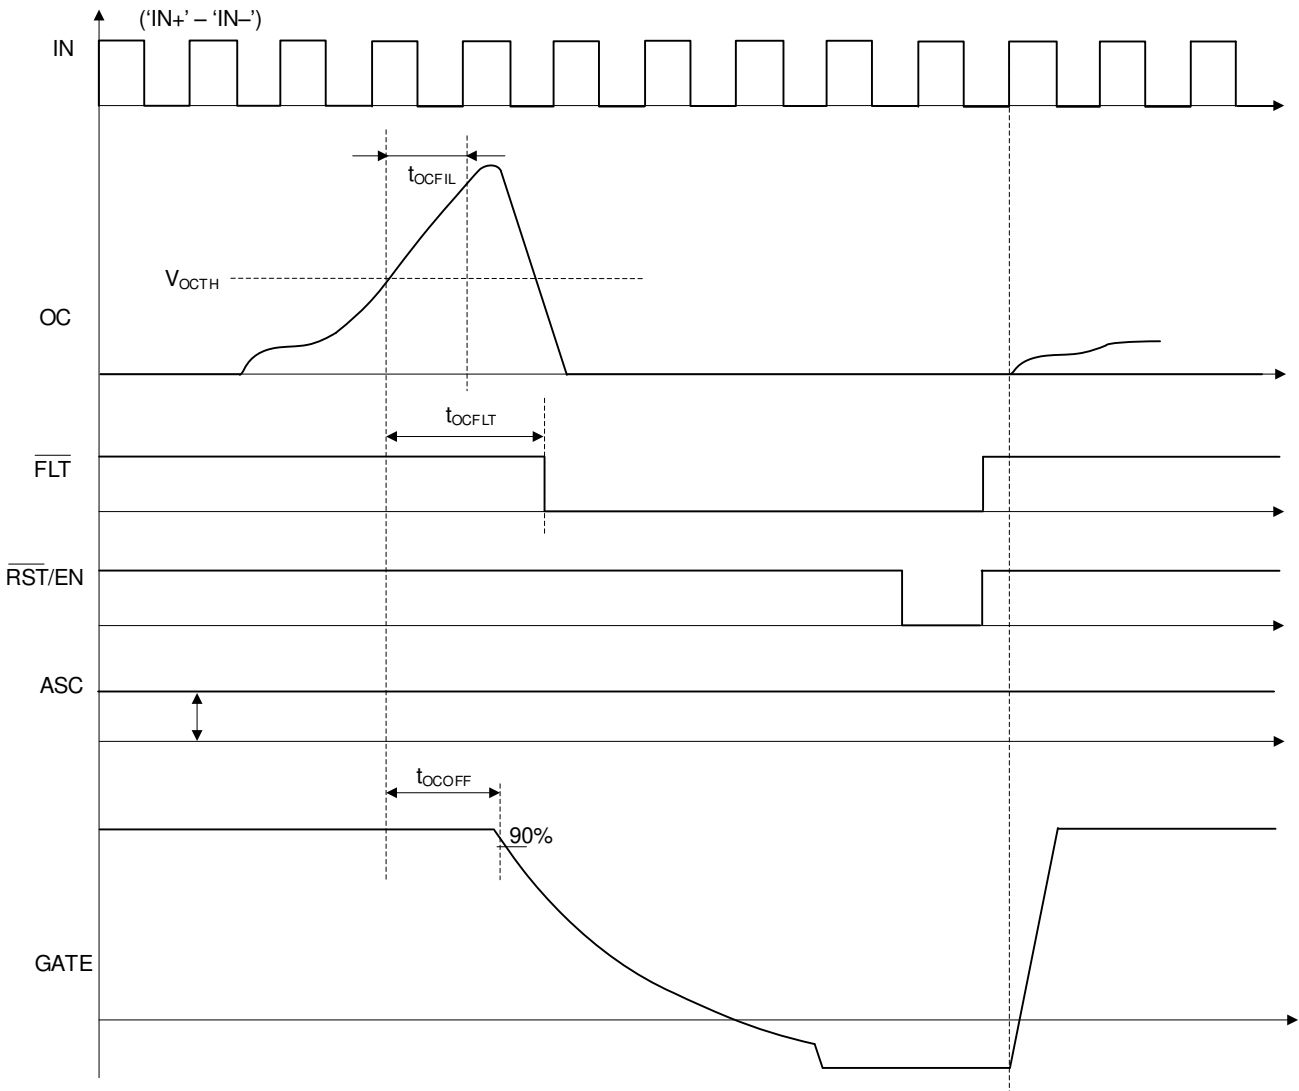 ('IN+' – 'IN–')
IN
tOCFIL
VOCTH
OC
tOCFLT
FLT
RST/EN
ASC
tOCOFF
90%
GATE